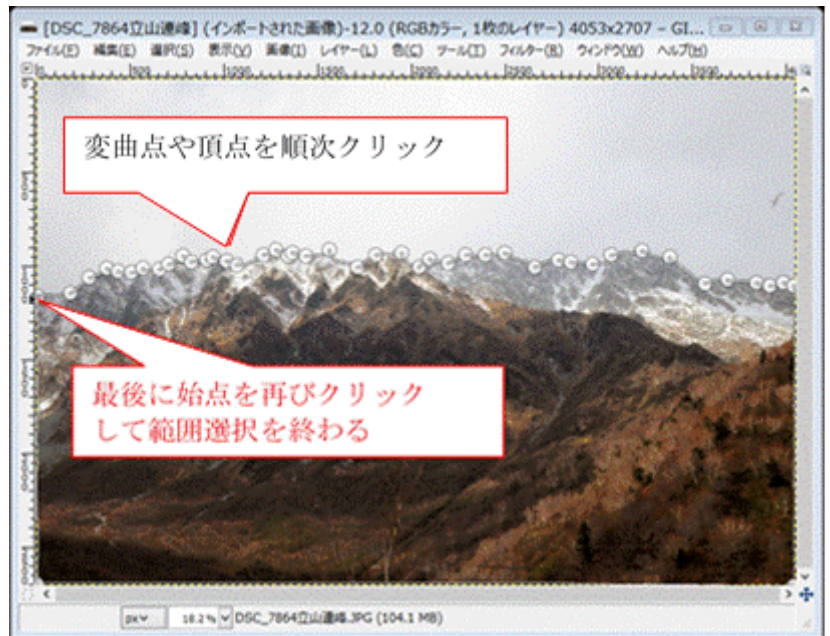 [DSC_7864立山連峰] (インポートされた画像)-12.0 (RGBカラー, 1枚のレイヤー) 4053x2707 – GI...
ファイル(F) 編集(E) 選択(S) 表示(V) 画像(I) レイヤー(L) 色(C) ツール(T) フィルター(R) ウィンドウ(W) ヘルプ(H)
変曲点や頂点を順次クリック
最後に始点を再びクリック
して範囲選択を終わる
px 18.2% DSC_7864立山連峰.JPG (104.1 MB)